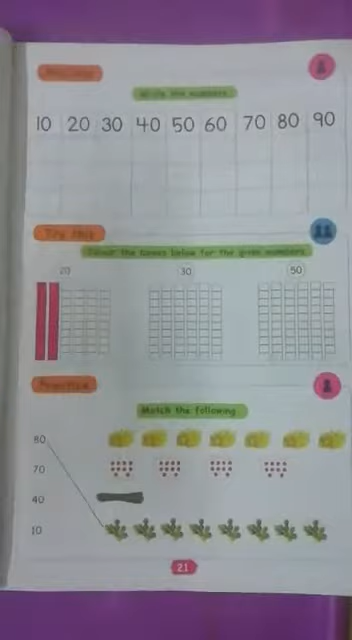 Write the numbers
10 20 30 40 50 60 70 80 90
Try this
Colour the boxes below for the given numbers
20 30 50
Practice
Match the following
80
70
40
10
21